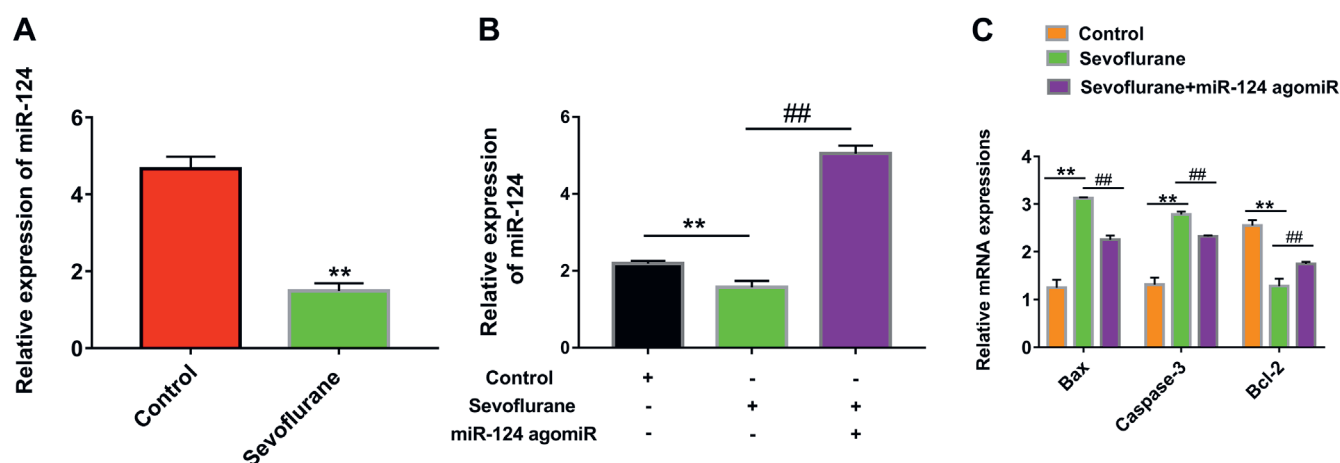 A
Relative expression of miR-124
6
4
2
0
**
Control
Sevoflurane
B
Relative expression
of miR-124
6
4
2
0
**
##
Control + - -
Sevoflurane - + +
miR-124 agomiR - - +
C
Control
Sevoflurane
Sevoflurane+miR-124 agomiR
Relative mRNA expressions
4
3
2
1
0
** ##
** ##
** ##
Bax
Caspase-3
Bcl-2